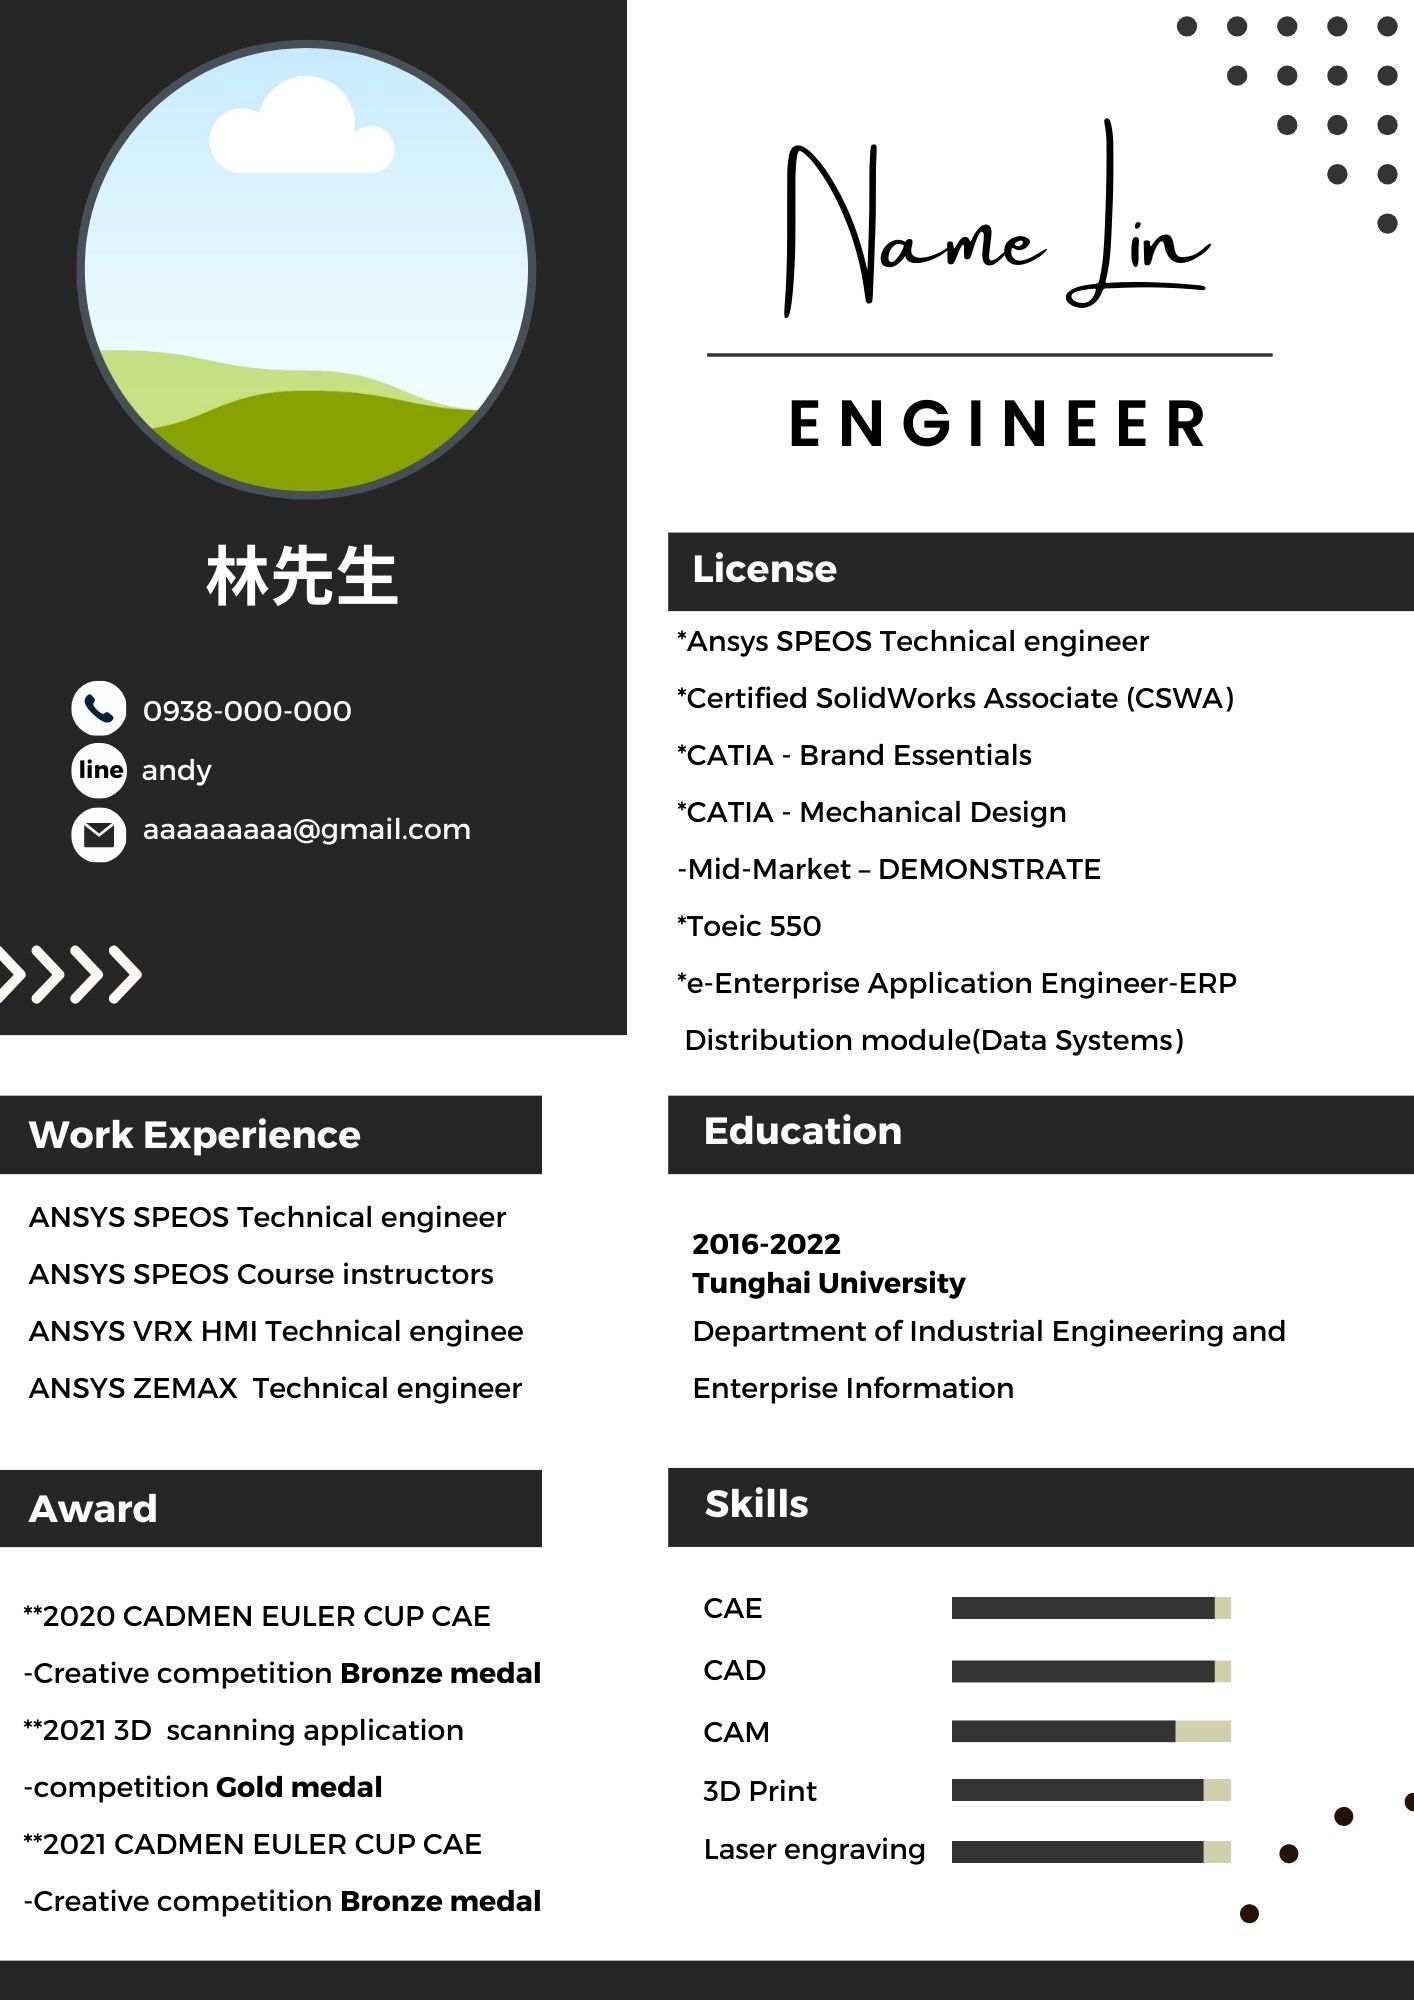 Name Lin
ENGINEER
林先生
0938-000-000
line andy
aaaaaaaaa@gmail.com
License
*Ansys SPEOS Technical engineer
*Certified SolidWorks Associate (CSWA)
*CATIA - Brand Essentials
*CATIA - Mechanical Design
-Mid-Market – DEMONSTRATE
*Toeic 550
*e-Enterprise Application Engineer-ERP
Distribution module(Data Systems)
Work Experience
ANSYS SPEOS Technical engineer
ANSYS SPEOS Course instructors
ANSYS VRX HMI Technical enginee
ANSYS ZEMAX  Technical engineer
Education
2016-2022
Tunghai University
Department of Industrial Engineering and
Enterprise Information
Award
**2020 CADMEN EULER CUP CAE
-Creative competition Bronze medal
**2021 3D  scanning application
-competition Gold medal
**2021 CADMEN EULER CUP CAE
-Creative competition Bronze medal
Skills
CAE
CAD
CAM
3D Print
Laser engraving